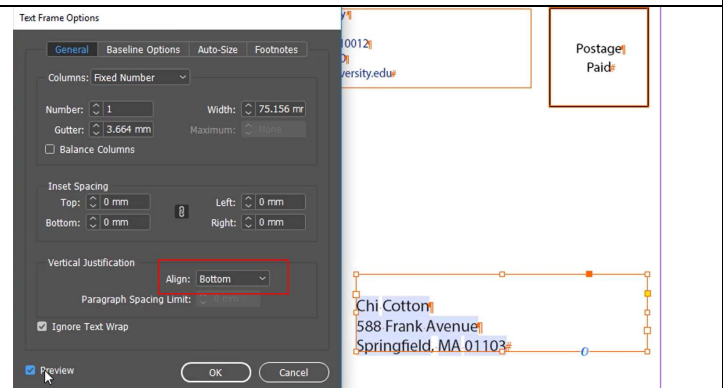 Text Frame Options
General Baseline Options Auto-Size Footnotes
Columns: Fixed Number
Number: 1 Width: 75.156 mr
Gutter: 3.664 mm Maximum: None
Balance Columns
Inset Spacing
Top: 0 mm Left: 0 mm
Bottom: 0 mm Right: 0 mm
Vertical Justification
Align: Bottom
Paragraph Spacing Limit: 0 mm
Ignore Text Wrap
Preview OK Cancel
y¶
10012¶
versity.edu#
Postage¶
Paid#
Chi Cotton¶
588 Frank Avenue¶
Springfield, MA 01103#